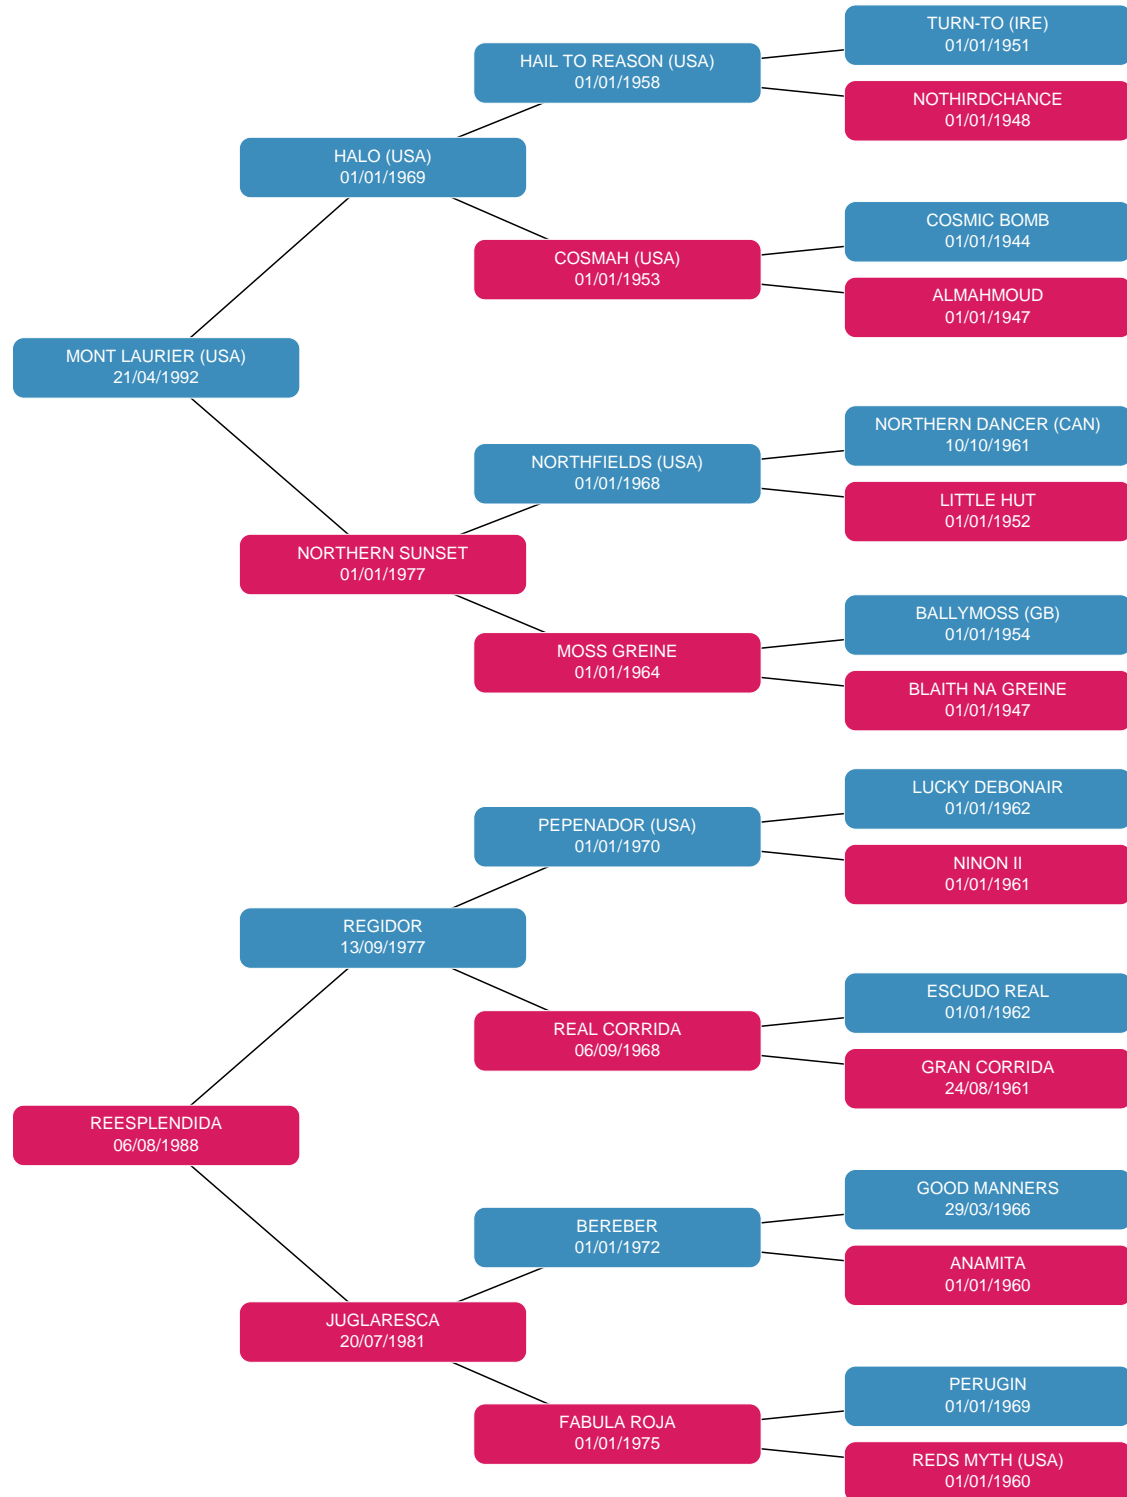 TURN-TO (IRE)
01/01/1951
HAIL TO REASON (USA)
01/01/1958
NOTHIRDCHANCE
01/01/1948
HALO (USA)
01/01/1969
COSMIC BOMB
01/01/1944
COSMAH (USA)
01/01/1953
ALMAHMOUD
01/01/1947
MONT LAURIER (USA)
21/04/1992
NORTHERN DANCER (CAN)
10/10/1961
NORTHFIELDS (USA)
01/01/1968
LITTLE HUT
01/01/1952
NORTHERN SUNSET
01/01/1977
BALLYMOSS (GB)
01/01/1954
MOSS GREINE
01/01/1964
BLAITH NA GREINE
01/01/1947
LUCKY DEBONAIR
01/01/1962
PEPENADOR (USA)
01/01/1970
NINON II
01/01/1961
REGIDOR
13/09/1977
ESCUDO REAL
01/01/1962
REAL CORRIDA
06/09/1968
GRAN CORRIDA
24/08/1961
REESPLENDIDA
06/08/1988
GOOD MANNERS
29/03/1966
BEREBER
01/01/1972
ANAMITA
01/01/1960
JUGLARESCA
20/07/1981
PERUGIN
01/01/1969
FABULA ROJA
01/01/1975
REDS MYTH (USA)
01/01/1960